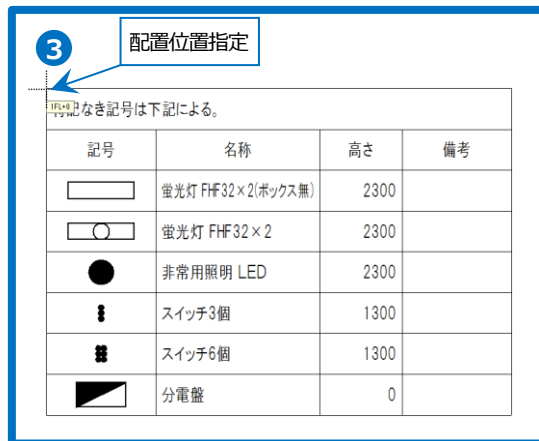 3
配置位置指定
1FL+0
特記なき記号は下記による。
記号 名称 高さ 備考
蛍光灯 FHF32×2(ボックス無) 2300
蛍光灯 FHF32×2 2300
非常用照明 LED 2300
スイッチ3個 1300
スイッチ6個 1300
分電盤 0